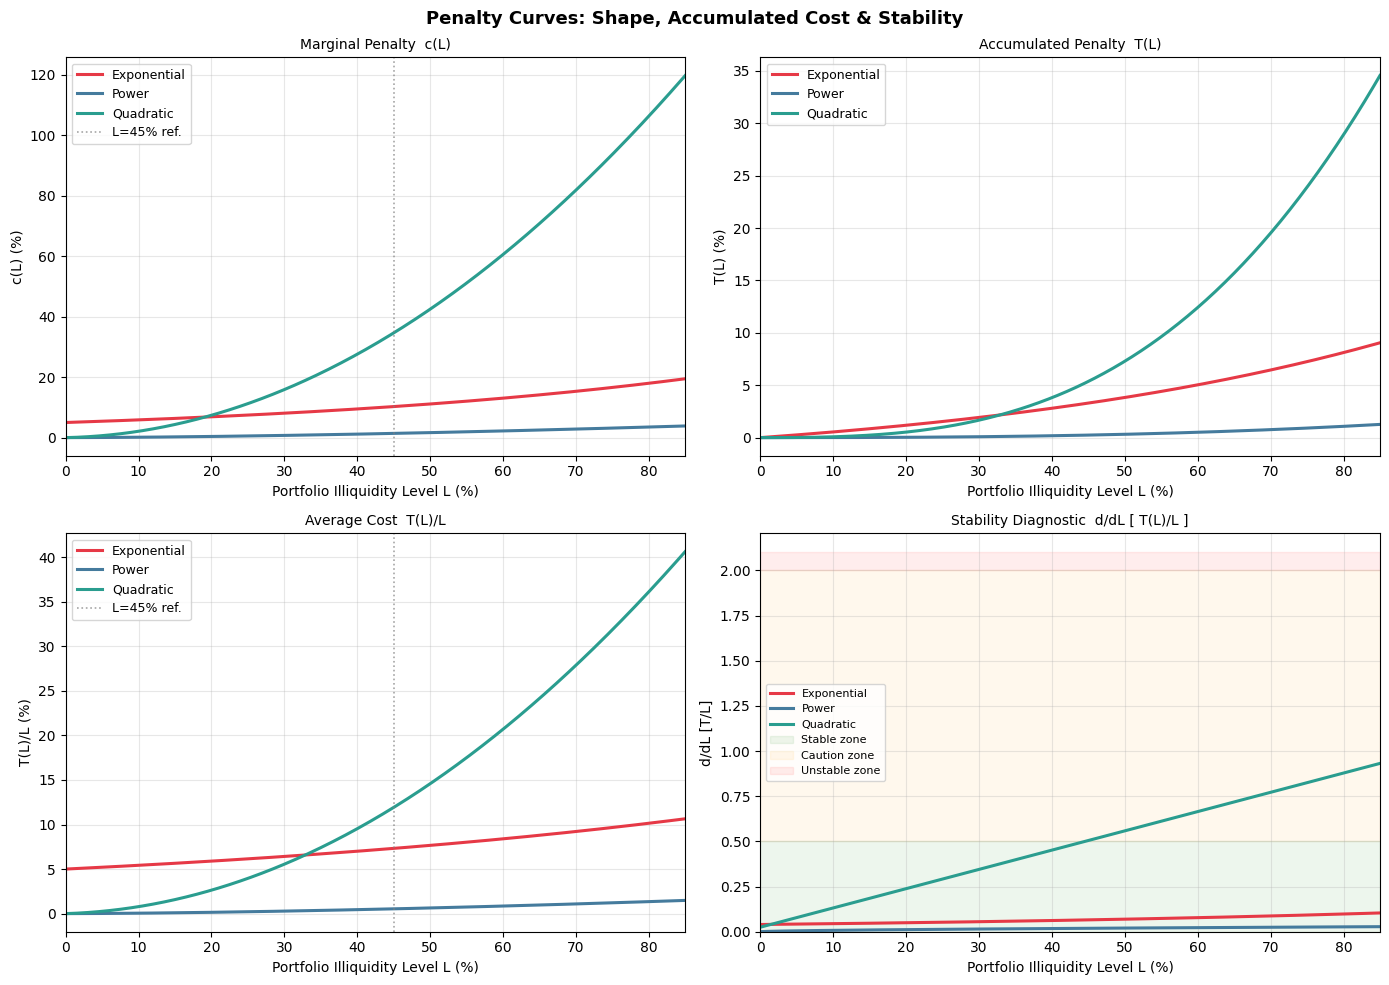 Penalty Curves: Shape, Accumulated Cost & Stability
Marginal Penalty c(L)
120
100
80
60
40
20
0
c(L) (%)
Exponential
Power
Quadratic
L=45% ref.
0 10 20 30 40 50 60 70 80
Portfolio Illiquidity Level L (%)
Accumulated Penalty T(L)
35
30
25
20
15
10
5
0
T(L) (%)
Exponential
Power
Quadratic
0 10 20 30 40 50 60 70 80
Portfolio Illiquidity Level L (%)
Average Cost T(L)/L
40
35
30
25
20
15
10
5
0
T(L)/L (%)
Exponential
Power
Quadratic
L=45% ref.
0 10 20 30 40 50 60 70 80
Portfolio Illiquidity Level L (%)
Stability Diagnostic d/dL [ T(L)/L ]
2.00
1.75
1.50
1.25
1.00
0.75
0.50
0.25
0.00
d/dL [T/L]
Exponential
Power
Quadratic
Stable zone
Caution zone
Unstable zone
0 10 20 30 40 50 60 70 80
Portfolio Illiquidity Level L (%)